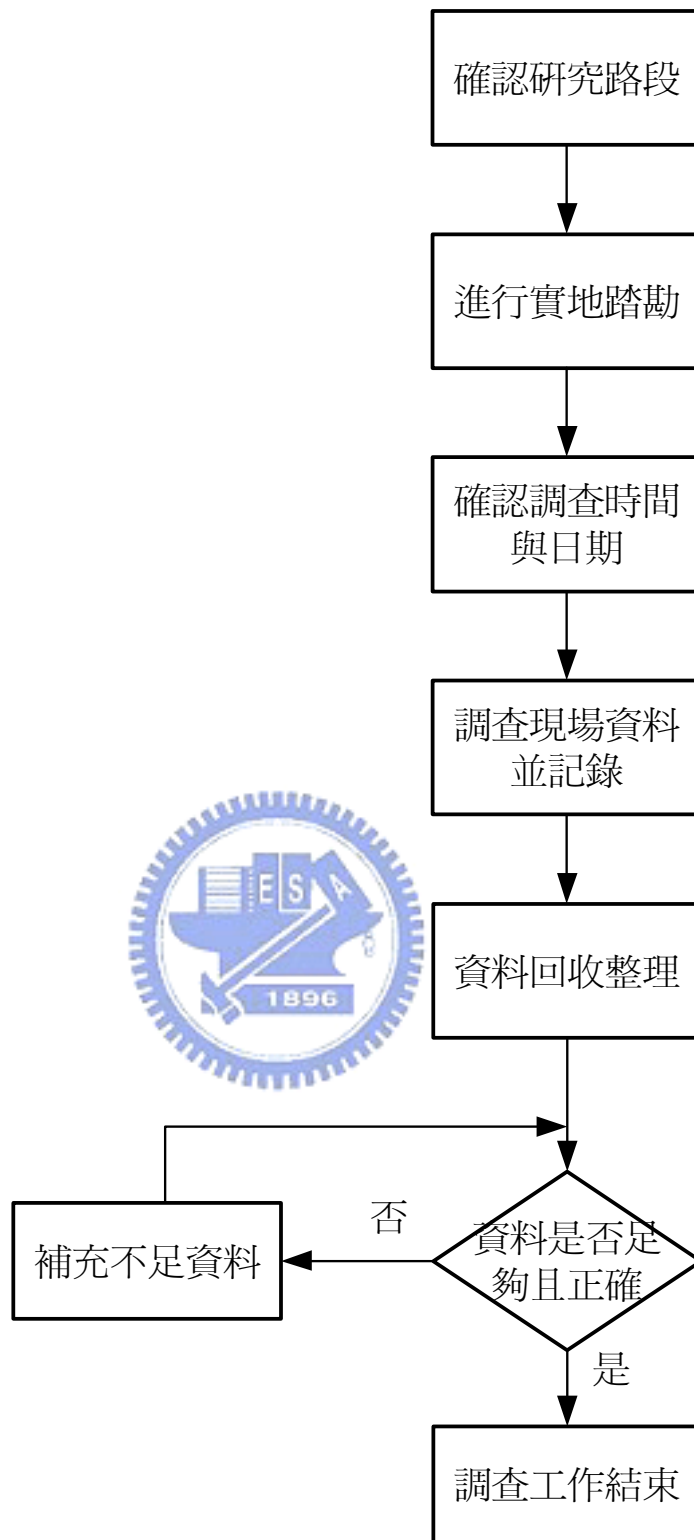 確認研究路段
進行實地踏勘
確認調查時間
與日期
調查現場資料
並記錄
E S A
1896
資料回收整理
否
補充不足資料
資料是否足
夠且正確
是
調查工作結束